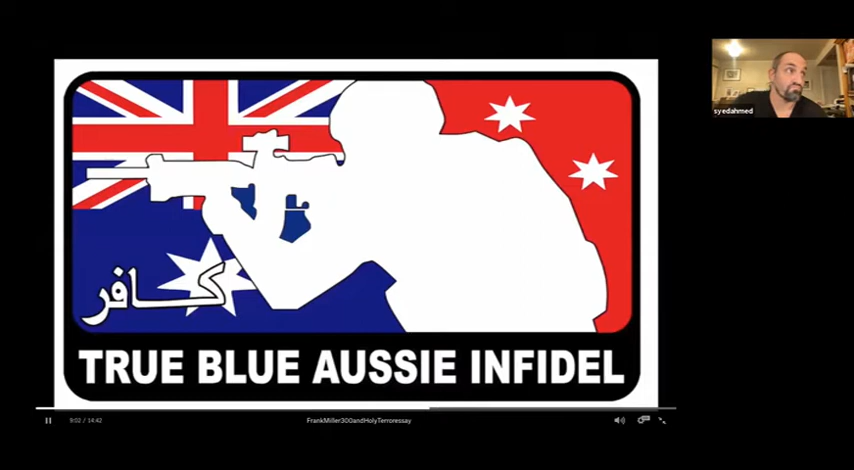 syedahmed
كافر
TRUE BLUE AUSSIE INFIDEL
9:02 / 14:42
FrankMiller300andHolyTerroressay